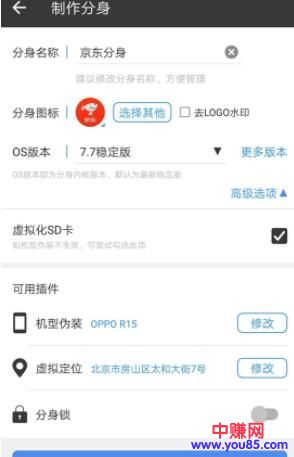 制作分身
分身名称 京东分身
建议修改分身名称，方便管理
分身图标 京东 选择其他 去LOGO水印
OS版本 7.7稳定版 更多版本
OS版本即为分身内核版本，默认为最新稳定版
高级选项
虚拟化SD卡
如机型伪装不生效，可尝试勾选此项
可用插件
机型伪装 OPPO R15 修改
虚拟定位 北京市房山区太和大街7号 修改
分身锁
中赚网
www.you85.com